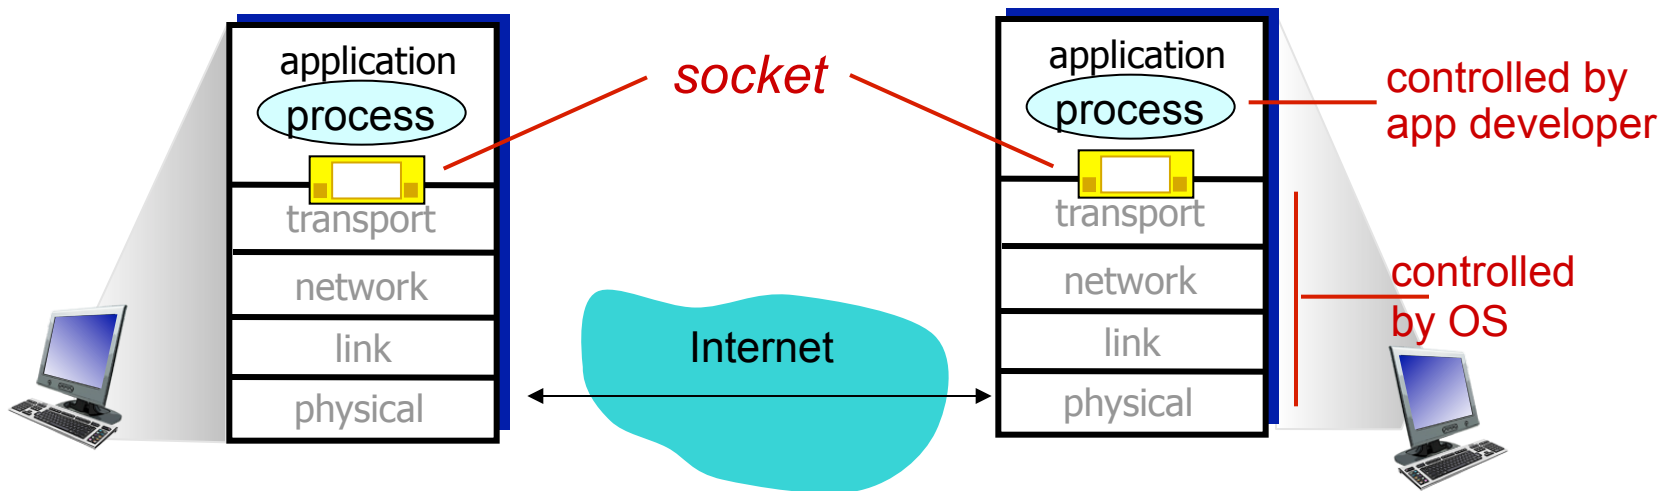 application
process
transport
network
link
physical
socket
Internet
application
process
transport
network
link
physical
controlled by
app developer
controlled
by OS